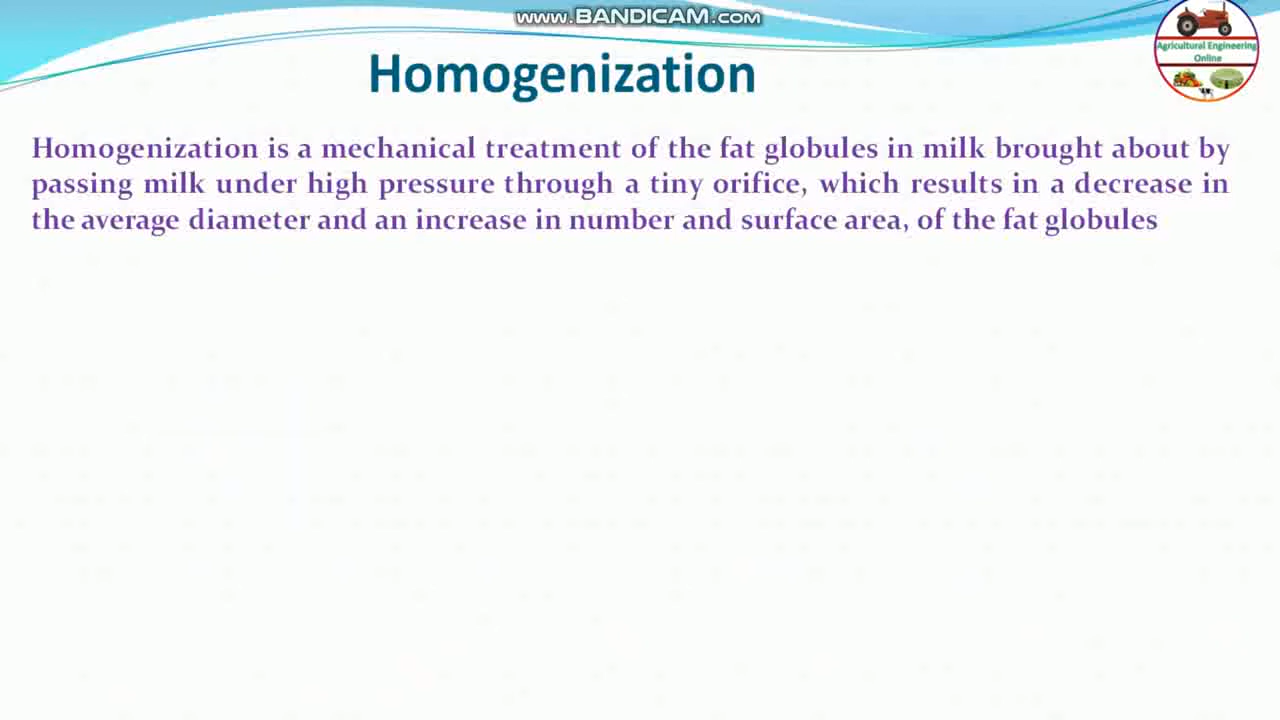 www.BANDICAM.com
Homogenization
Agricultural Engineering
Online
Homogenization is a mechanical treatment of the fat globules in milk brought about by
passing milk under high pressure through a tiny orifice, which results in a decrease in
the average diameter and an increase in number and surface area, of the fat globules